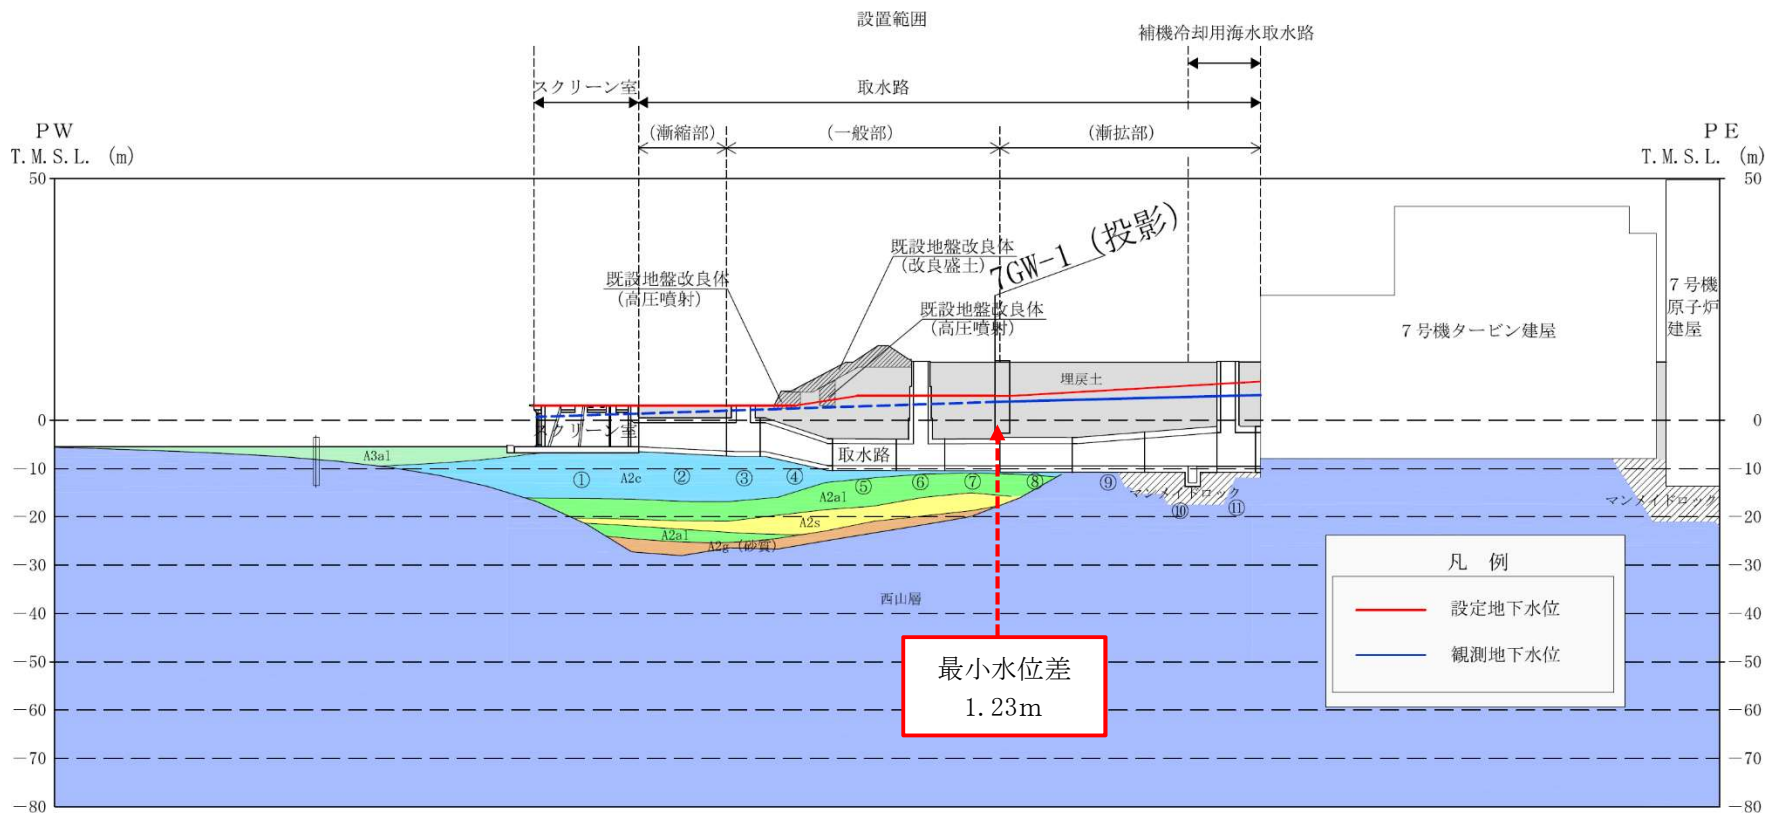 設置範囲
補機冷却用海水取水路
スクリーン室
取水路
(漸縮部)
(一般部)
(漸拡部)
PW
T.M.S.L. (m)
PE
T.M.S.L. (m)
50
50
7GW-1 (投影)
既設地盤改良体
(改良盛土)
既設地盤改良体
(高圧噴射)
既設地盤改良体
(高圧噴射)
7号機タービン建屋
7号機
原子炉
建屋
埋戻土
0
0
スクリーン室
取水路
A3al
-10
-10
① A2c ② ③ ④ ⑤ ⑥ ⑦ ⑧ ⑨
A2al
マンメイドロック
⑩ ⑪
マンメイドロック
-20
-20
A2s
A2al
A2g (砂質)
-30
-30
西山層
-40
-40
-50
-50
-60
-60
-70
-70
-80
-80
最小水位差
1.23m
凡 例
設定地下水位
観測地下水位